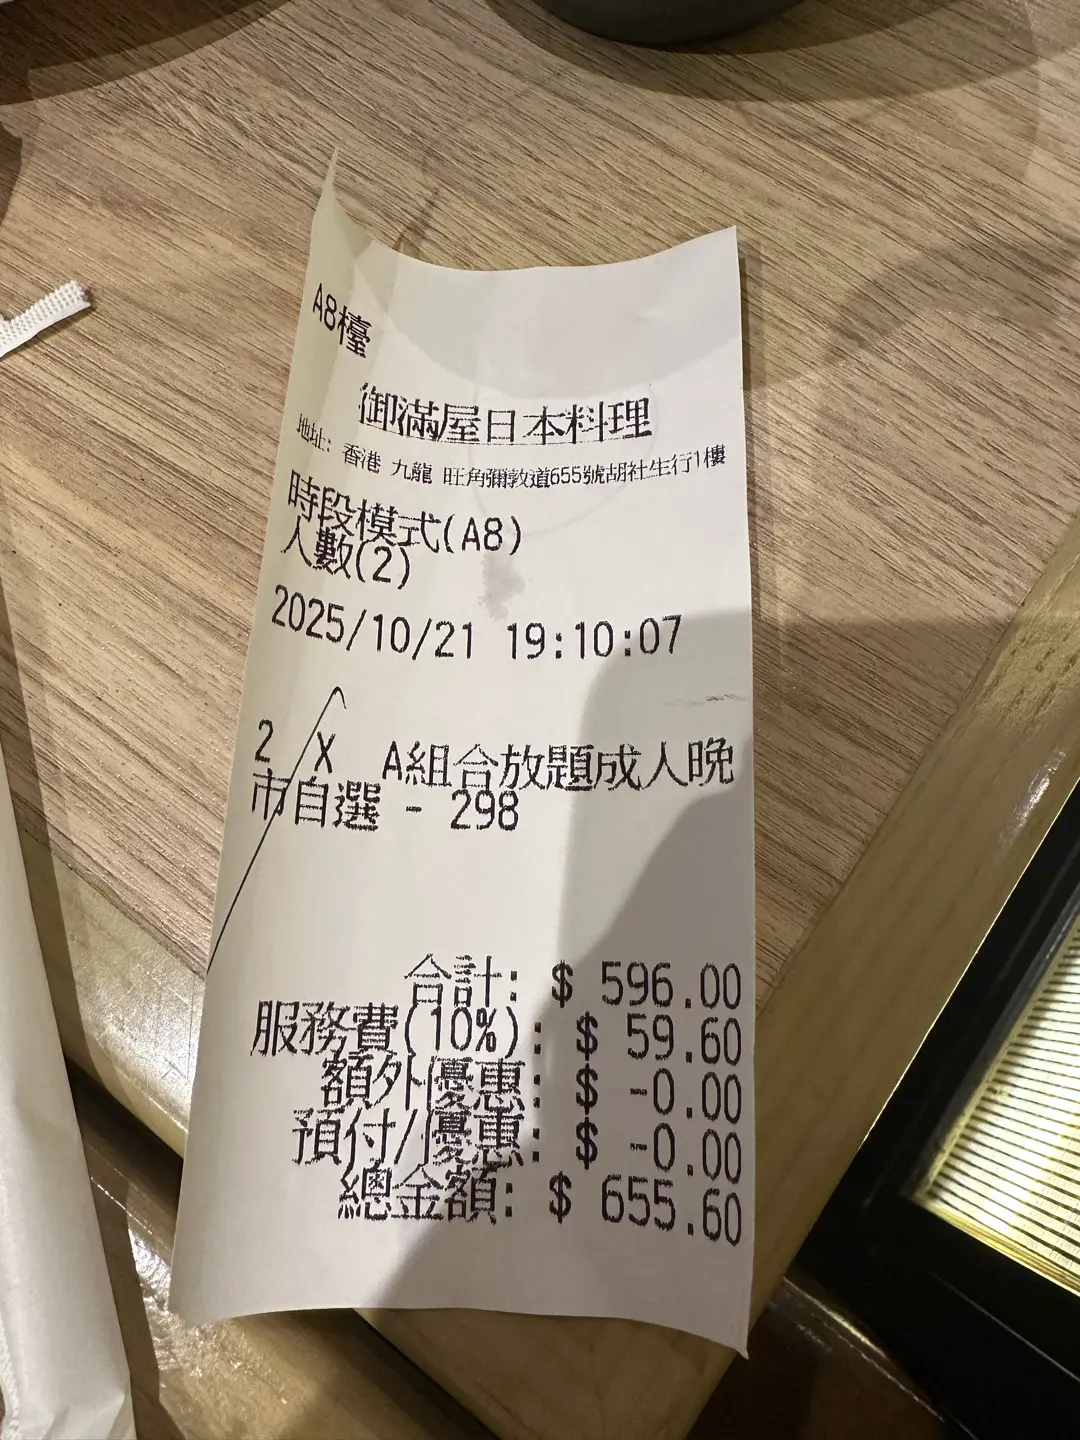 A8檯
御滿屋日本料理
地址: 香港 九龍 旺角彌敦道655號胡社生行1樓
時段模式(A8)
人數(2)
2025/10/21 19:10:07
2 X A組合放題成人晚
市自選 - 298
合計: $ 596.00
服務費(10%): $ 59.60
額外優惠: $ -0.00
預付/優惠: $ -0.00
總金額: $ 655.60